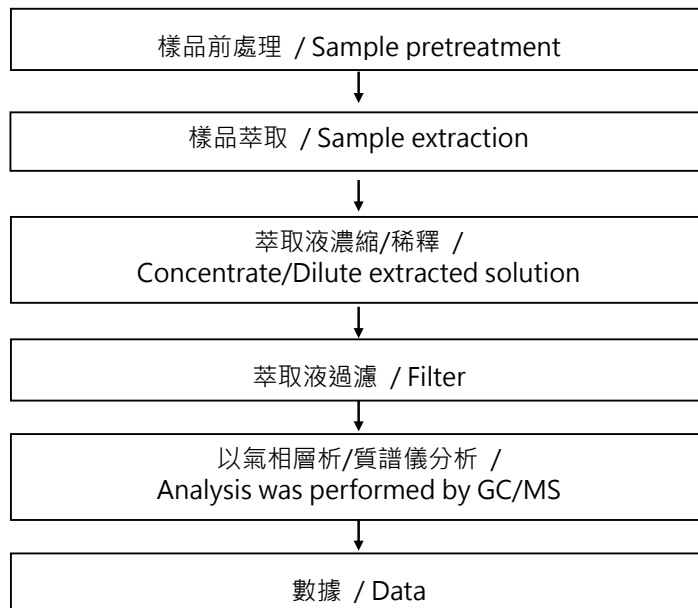 樣品前處理 / Sample pretreatment
樣品萃取 / Sample extraction
萃取液濃縮/稀釋 /
Concentrate/Dilute extracted solution
萃取液過濾 / Filter
以氣相層析/質譜儀分析 /
Analysis was performed by GC/MS
數據 / Data